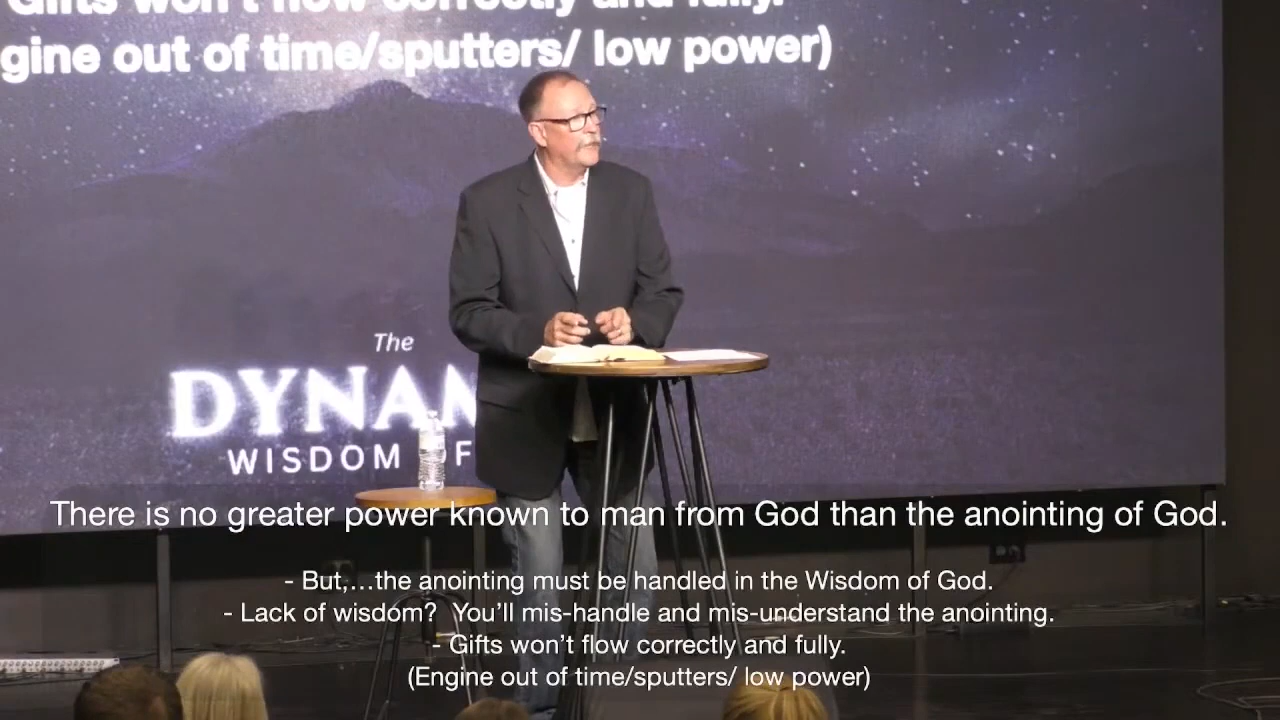 Gifts won't flow correctly and fully.
gine out of time/sputters/ low power)
The
DYNAM
WISDOM OF
There is no greater power known to man from God than the anointing of God.
- But,...the anointing must be handled in the Wisdom of God.
- Lack of wisdom?  You'll mis-handle and mis-understand the anointing.
- Gifts won't flow correctly and fully.
(Engine out of time/sputters/ low power)